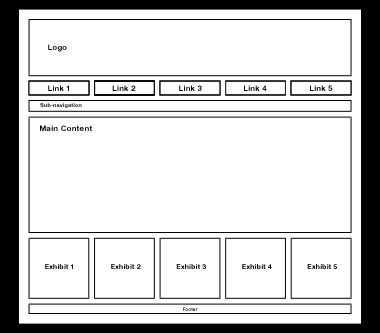 Logo
Link 1 Link 2 Link 3 Link 4 Link 5
Sub-navigation
Main Content
Exhibit 1 Exhibit 2 Exhibit 3 Exhibit 4 Exhibit 5
Footer